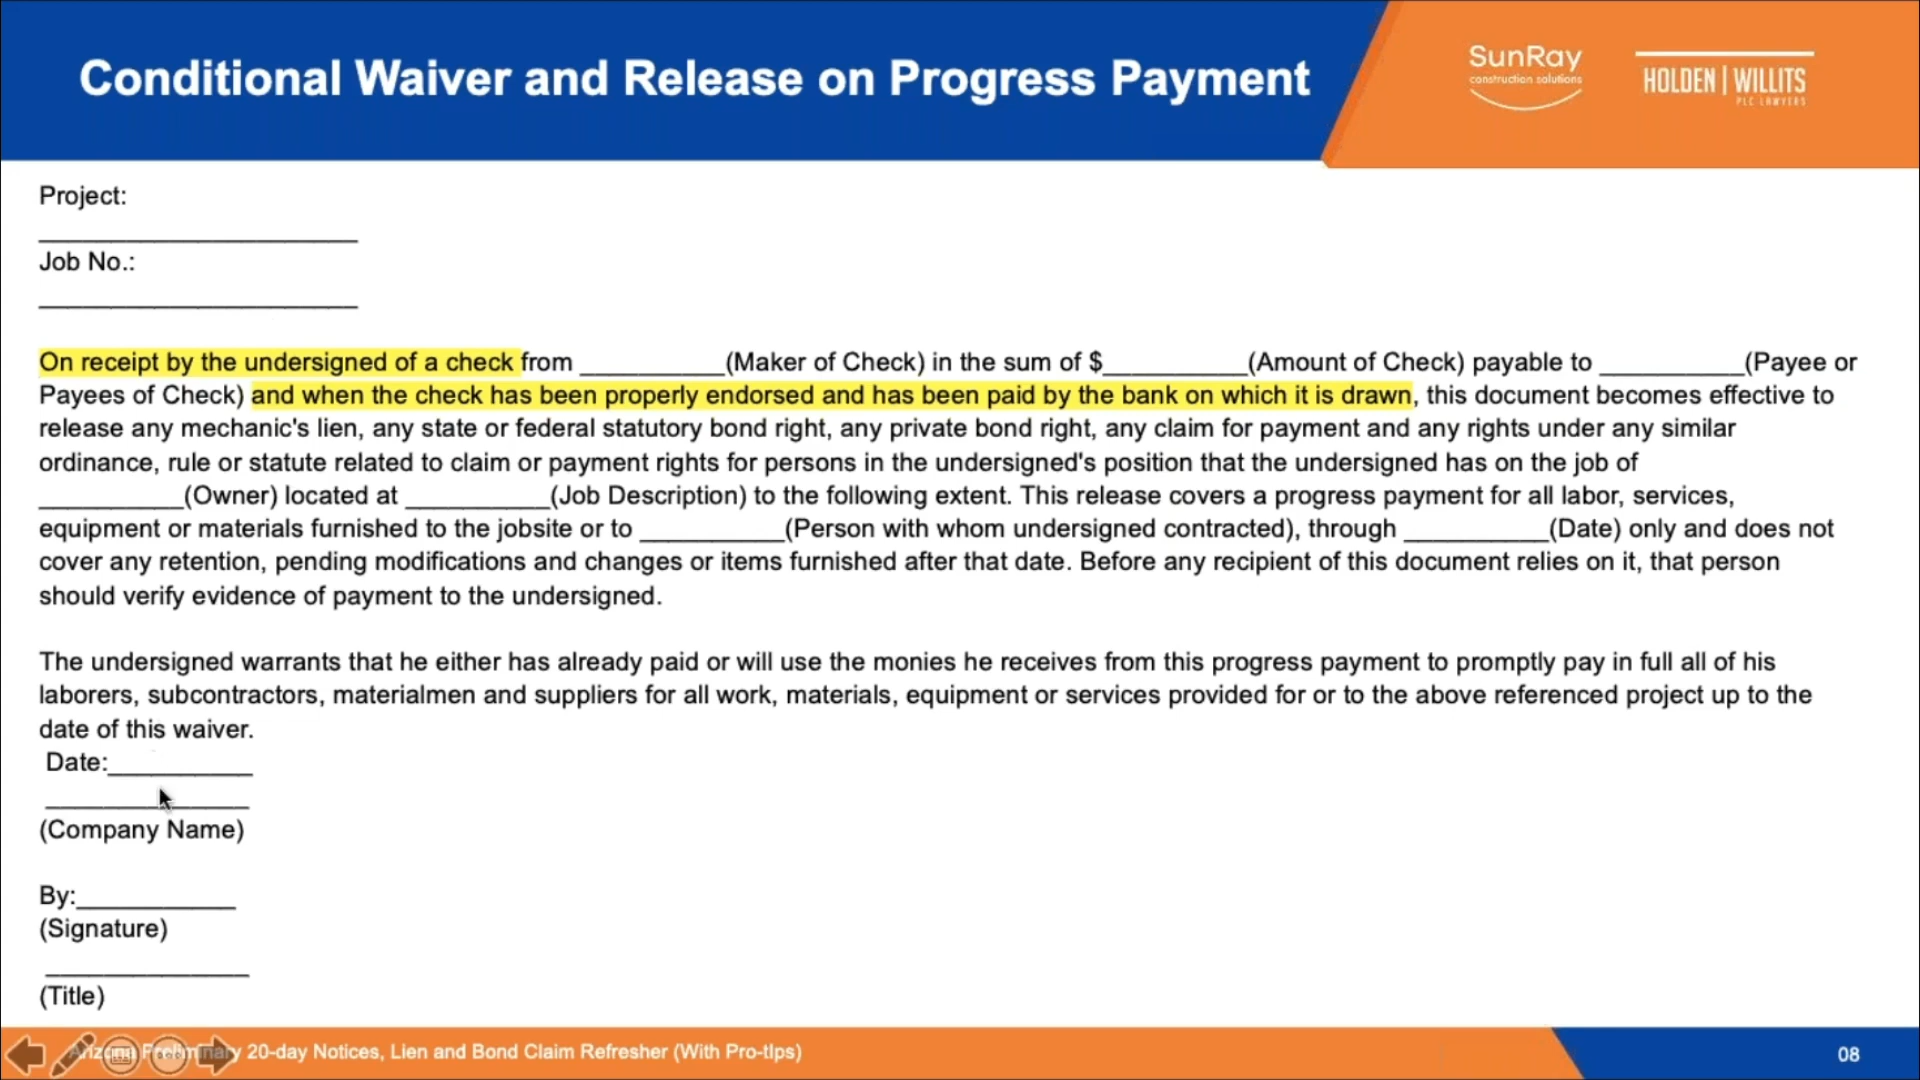 Conditional Waiver and Release on Progress Payment
SunRay
construction solutions
HOLDEN | WILLITS
PLC LAWYERS
Project:
______________________
Job No.:
______________________
On receipt by the undersigned of a check from __________(Maker of Check) in the sum of $__________(Amount of Check) payable to __________(Payee or
Payees of Check) and when the check has been properly endorsed and has been paid by the bank on which it is drawn, this document becomes effective to
release any mechanic's lien, any state or federal statutory bond right, any private bond right, any claim for payment and any rights under any similar
ordinance, rule or statute related to claim or payment rights for persons in the undersigned's position that the undersigned has on the job of
__________(Owner) located at __________(Job Description) to the following extent. This release covers a progress payment for all labor, services,
equipment or materials furnished to the jobsite or to __________(Person with whom undersigned contracted), through __________(Date) only and does not
cover any retention, pending modifications and changes or items furnished after that date. Before any recipient of this document relies on it, that person
should verify evidence of payment to the undersigned.
The undersigned warrants that he either has already paid or will use the monies he receives from this progress payment to promptly pay in full all of his
laborers, subcontractors, materialmen and suppliers for all work, materials, equipment or services provided for or to the above referenced project up to the
date of this waiver.
Date:__________
______________
(Company Name)
By:___________
(Signature)
______________
(Title)
Arizona Preliminary 20-day Notices, Lien and Bond Claim Refresher (With Pro-tIps)
08